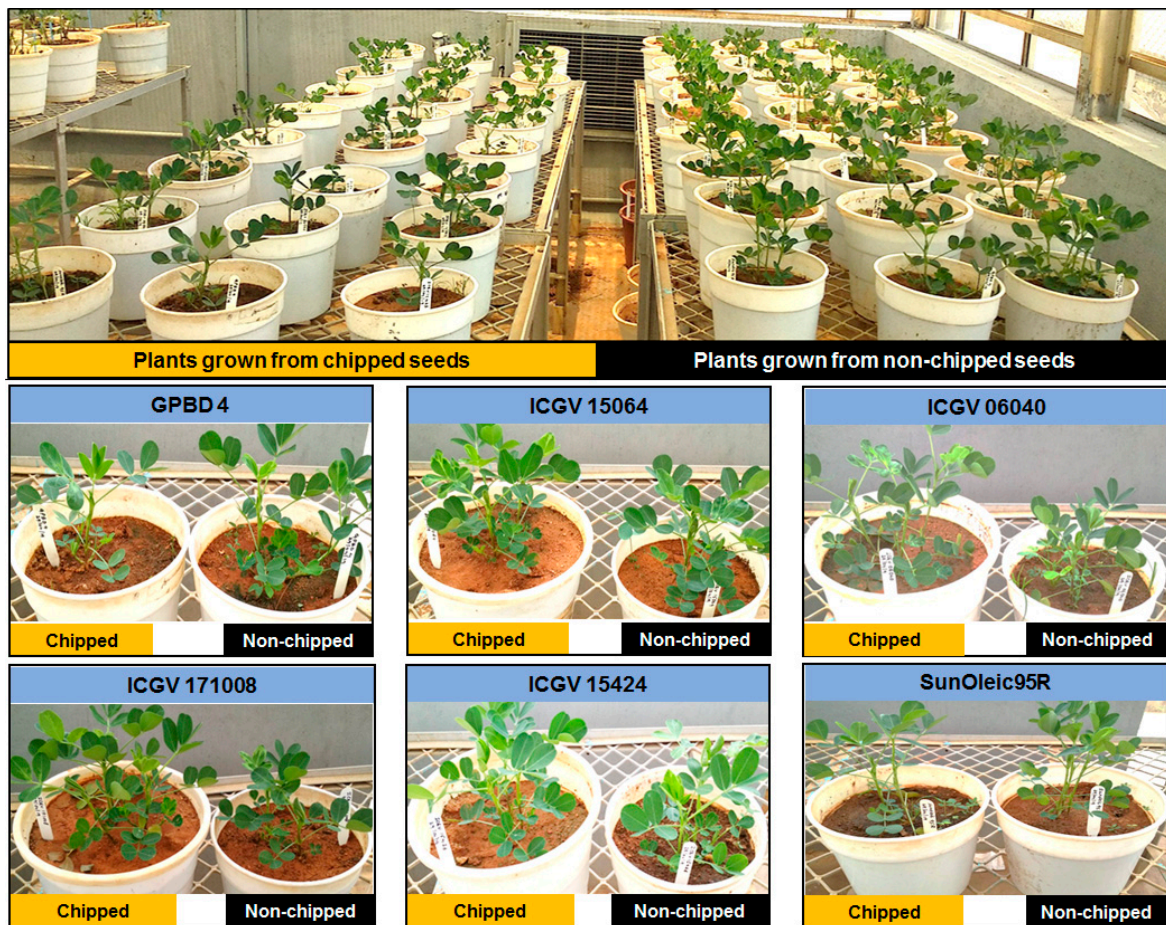 Plants grown from chipped seeds
Plants grown from non-chipped seeds
GPBD 4
Chipped
Non-chipped
ICGV 15064
Chipped
Non-chipped
ICGV 06040
Chipped
Non-chipped
ICGV 171008
Chipped
Non-chipped
ICGV 15424
Chipped
Non-chipped
SunOleic95R
Chipped
Non-chipped